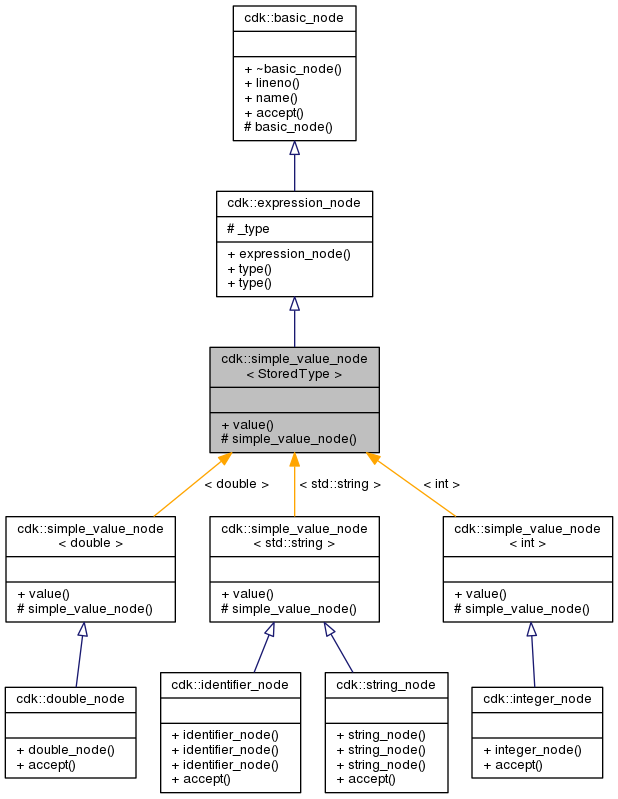 cdk::basic_node
+ ~basic_node()
+ lineno()
+ name()
+ accept()
# basic_node()
cdk::expression_node
# _type
+ expression_node()
+ type()
+ type()
cdk::simple_value_node
< StoredType >
+ value()
# simple_value_node()
< double >
< std::string >
< int >
cdk::simple_value_node
< double >
+ value()
# simple_value_node()
cdk::simple_value_node
< std::string >
+ value()
# simple_value_node()
cdk::simple_value_node
< int >
+ value()
# simple_value_node()
cdk::double_node
+ double_node()
+ accept()
cdk::identifier_node
+ identifier_node()
+ identifier_node()
+ identifier_node()
+ accept()
cdk::string_node
+ string_node()
+ string_node()
+ string_node()
+ accept()
cdk::integer_node
+ integer_node()
+ accept()